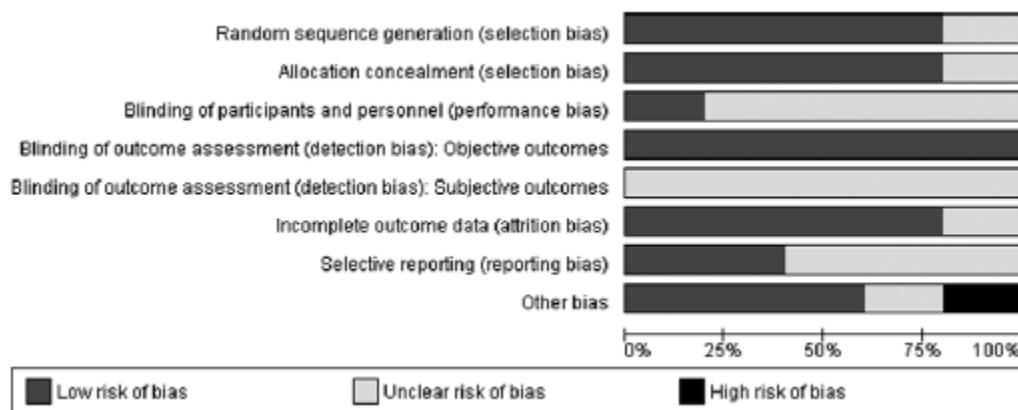 Random sequence generation (selection bias)
Allocation concealment (selection bias)
Blinding of participants and personnel (performance bias)
Blinding of outcome assessment (detection bias): Objective outcomes
Blinding of outcome assessment (detection bias): Subjective outcomes
Incomplete outcome data (attrition bias)
Selective reporting (reporting bias)
Other bias
0% 25% 50% 75% 100%
Low risk of bias Unclear risk of bias High risk of bias